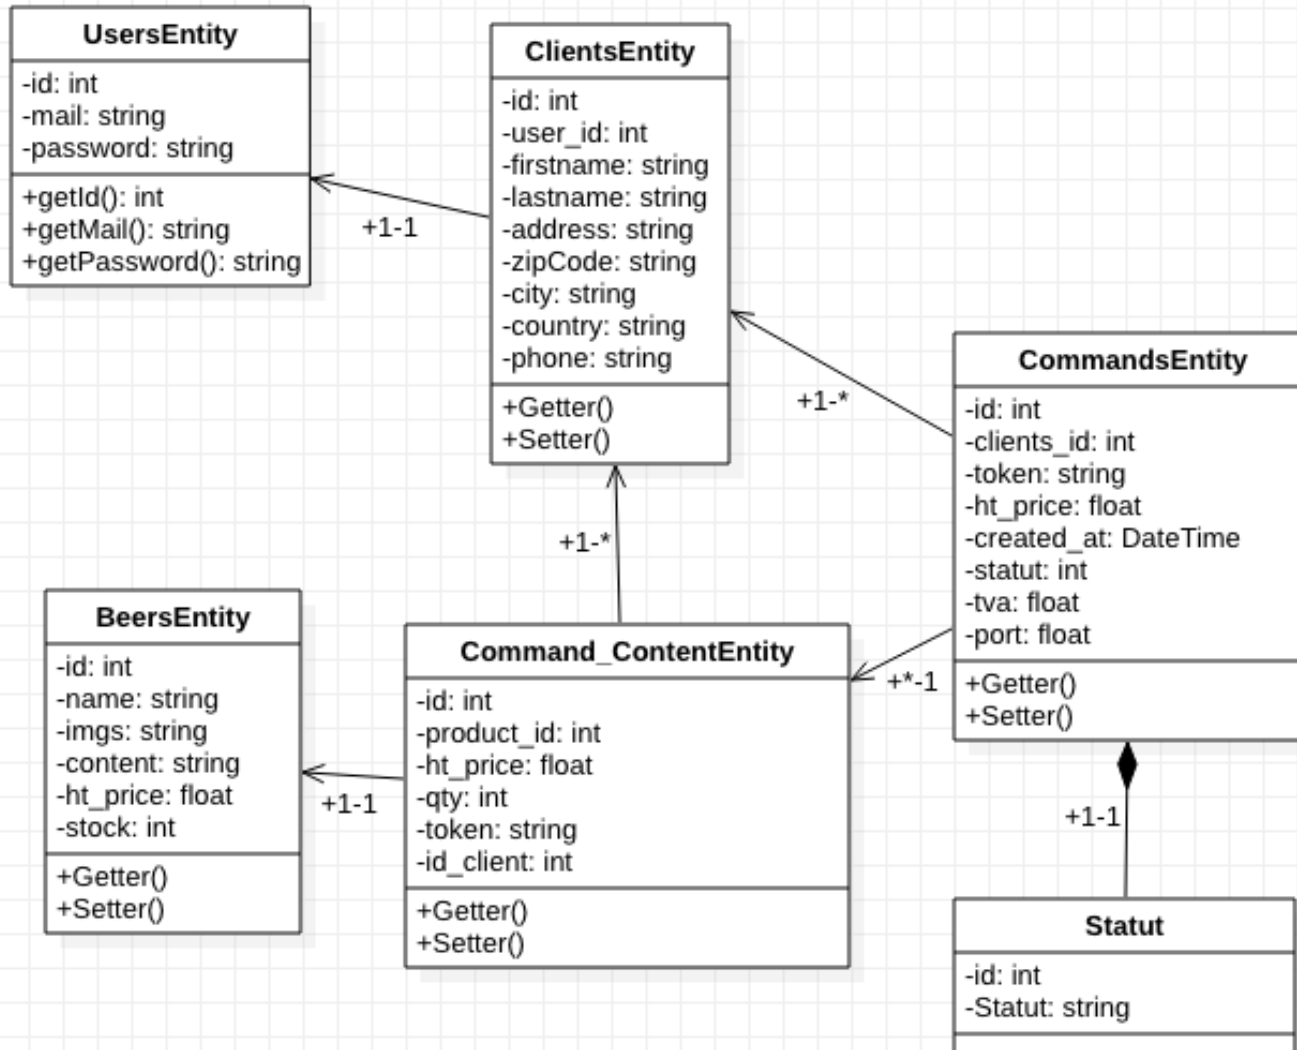 UsersEntity
-id: int
-mail: string
-password: string
+getId(): int
+getMail(): string
+getPassword(): string
+1-1
ClientsEntity
-id: int
-user_id: int
-firstname: string
-lastname: string
-address: string
-zipCode: string
-city: string
-country: string
-phone: string
+Getter()
+Setter()
+1-*
CommandsEntity
-id: int
-clients_id: int
-token: string
-ht_price: float
-created_at: DateTime
-statut: int
-tva: float
-port: float
+Getter()
+Setter()
+1-*
BeersEntity
-id: int
-name: string
-imgs: string
-content: string
-ht_price: float
-stock: int
+Getter()
+Setter()
+1-1
Command_ContentEntity
-id: int
-product_id: int
-ht_price: float
-qty: int
-token: string
-id_client: int
+Getter()
+Setter()
+*-1
+1-1
Statut
-id: int
-Statut: string